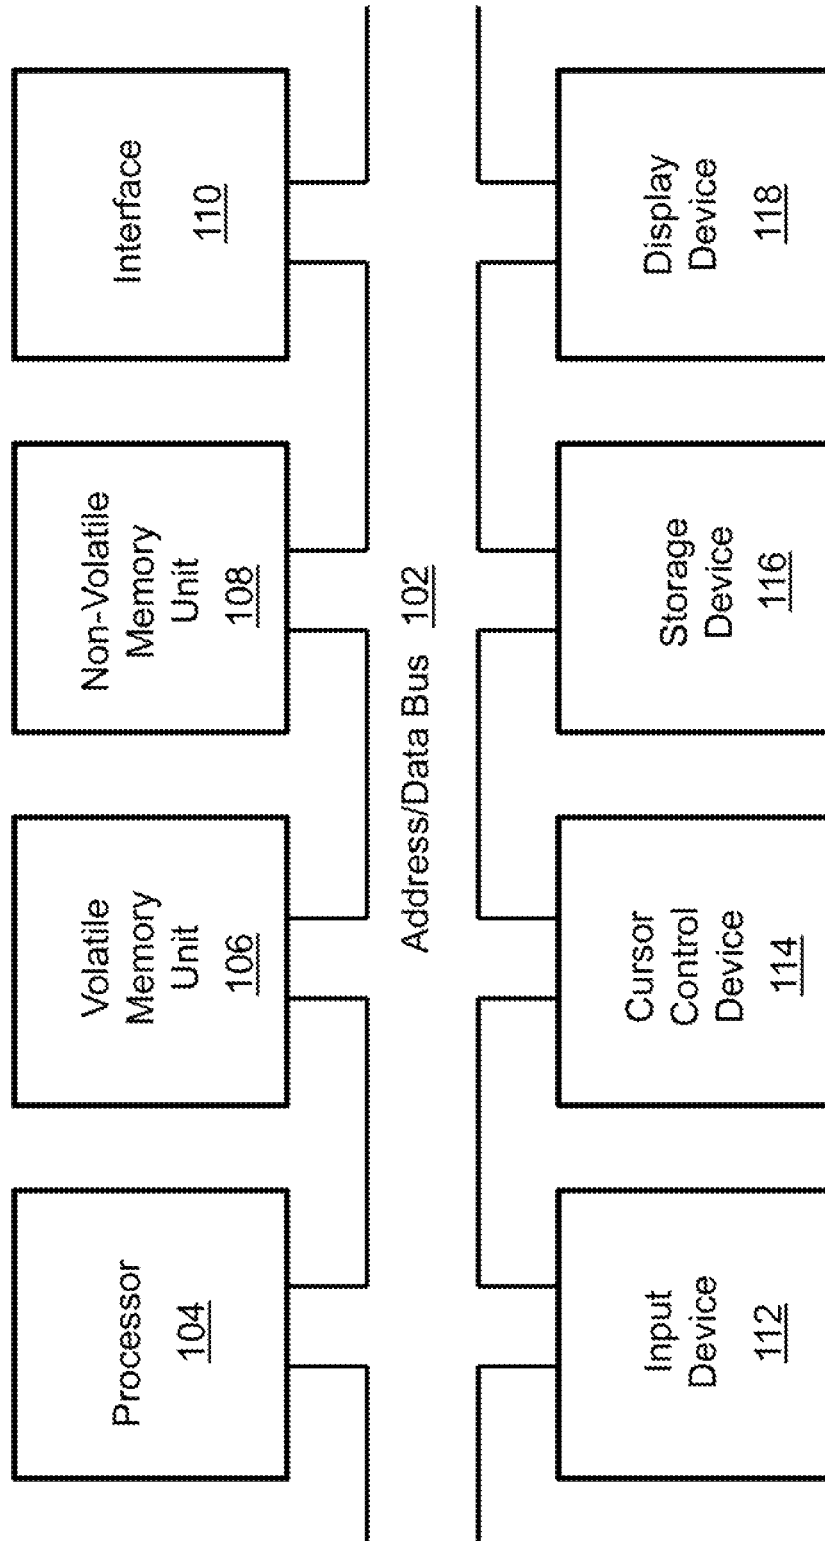 Processor
104
Volatile
Memory
Unit
106
Non-Volatile
Memory
Unit
108
Interface
110
Address/Data Bus 102
Input
Device
112
Cursor
Control
Device
114
Storage
Device
116
Display
Device
118